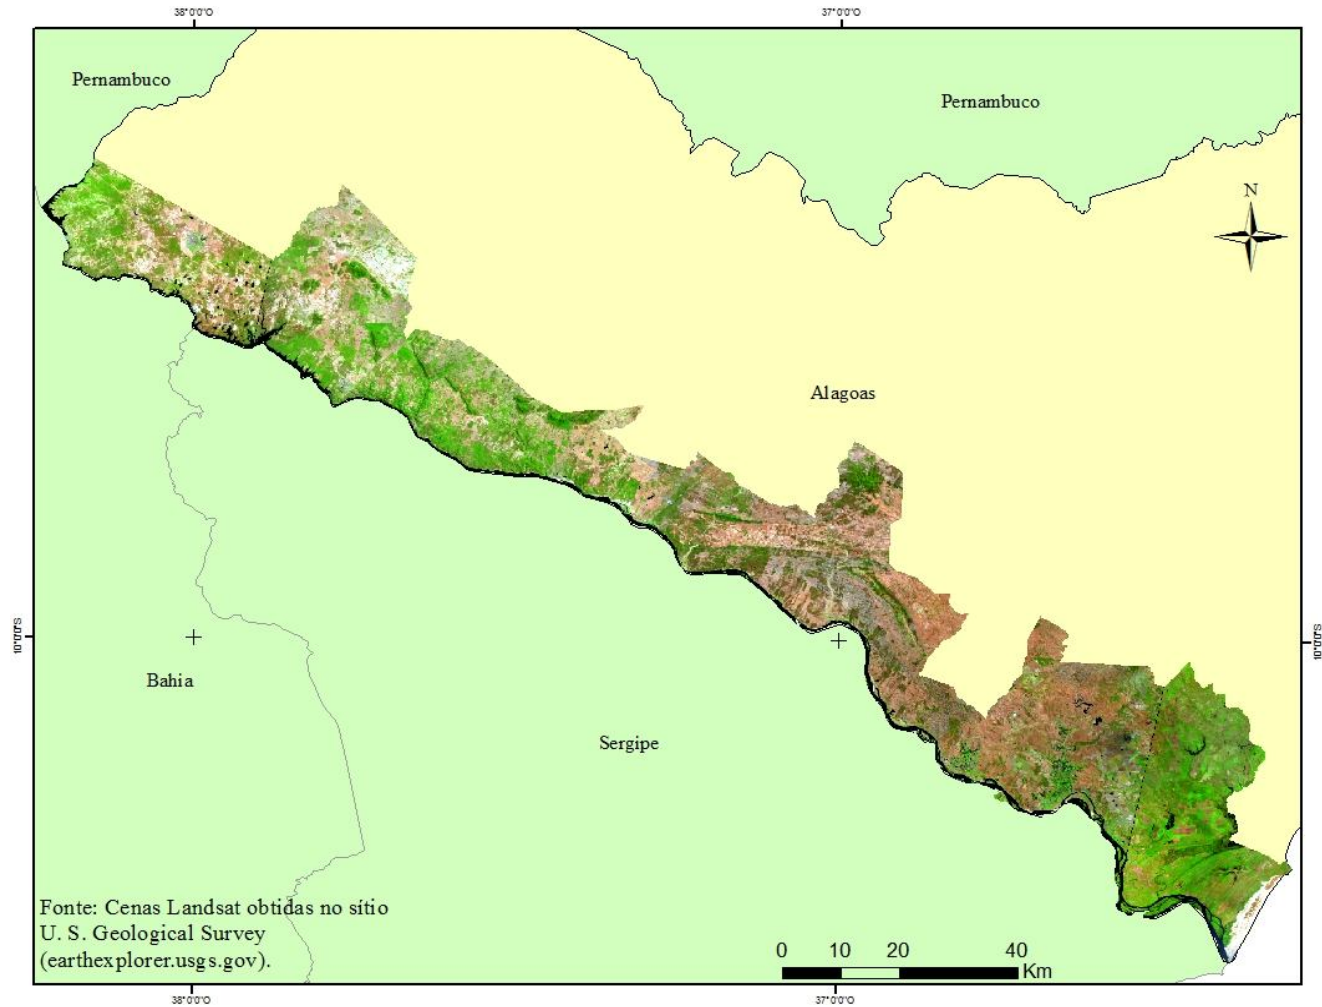 38°0'0"O
37°0'0"O
Pernambuco
Pernambuco
N
Alagoas
10°0'0"S
10°0'0"S
Bahia
Sergipe
Fonte: Cenas Landsat obtidas no sítio
U. S. Geological Survey
(earthexplorer.usgs.gov).
0 10 20 40
Km
38°0'0"O
37°0'0"O